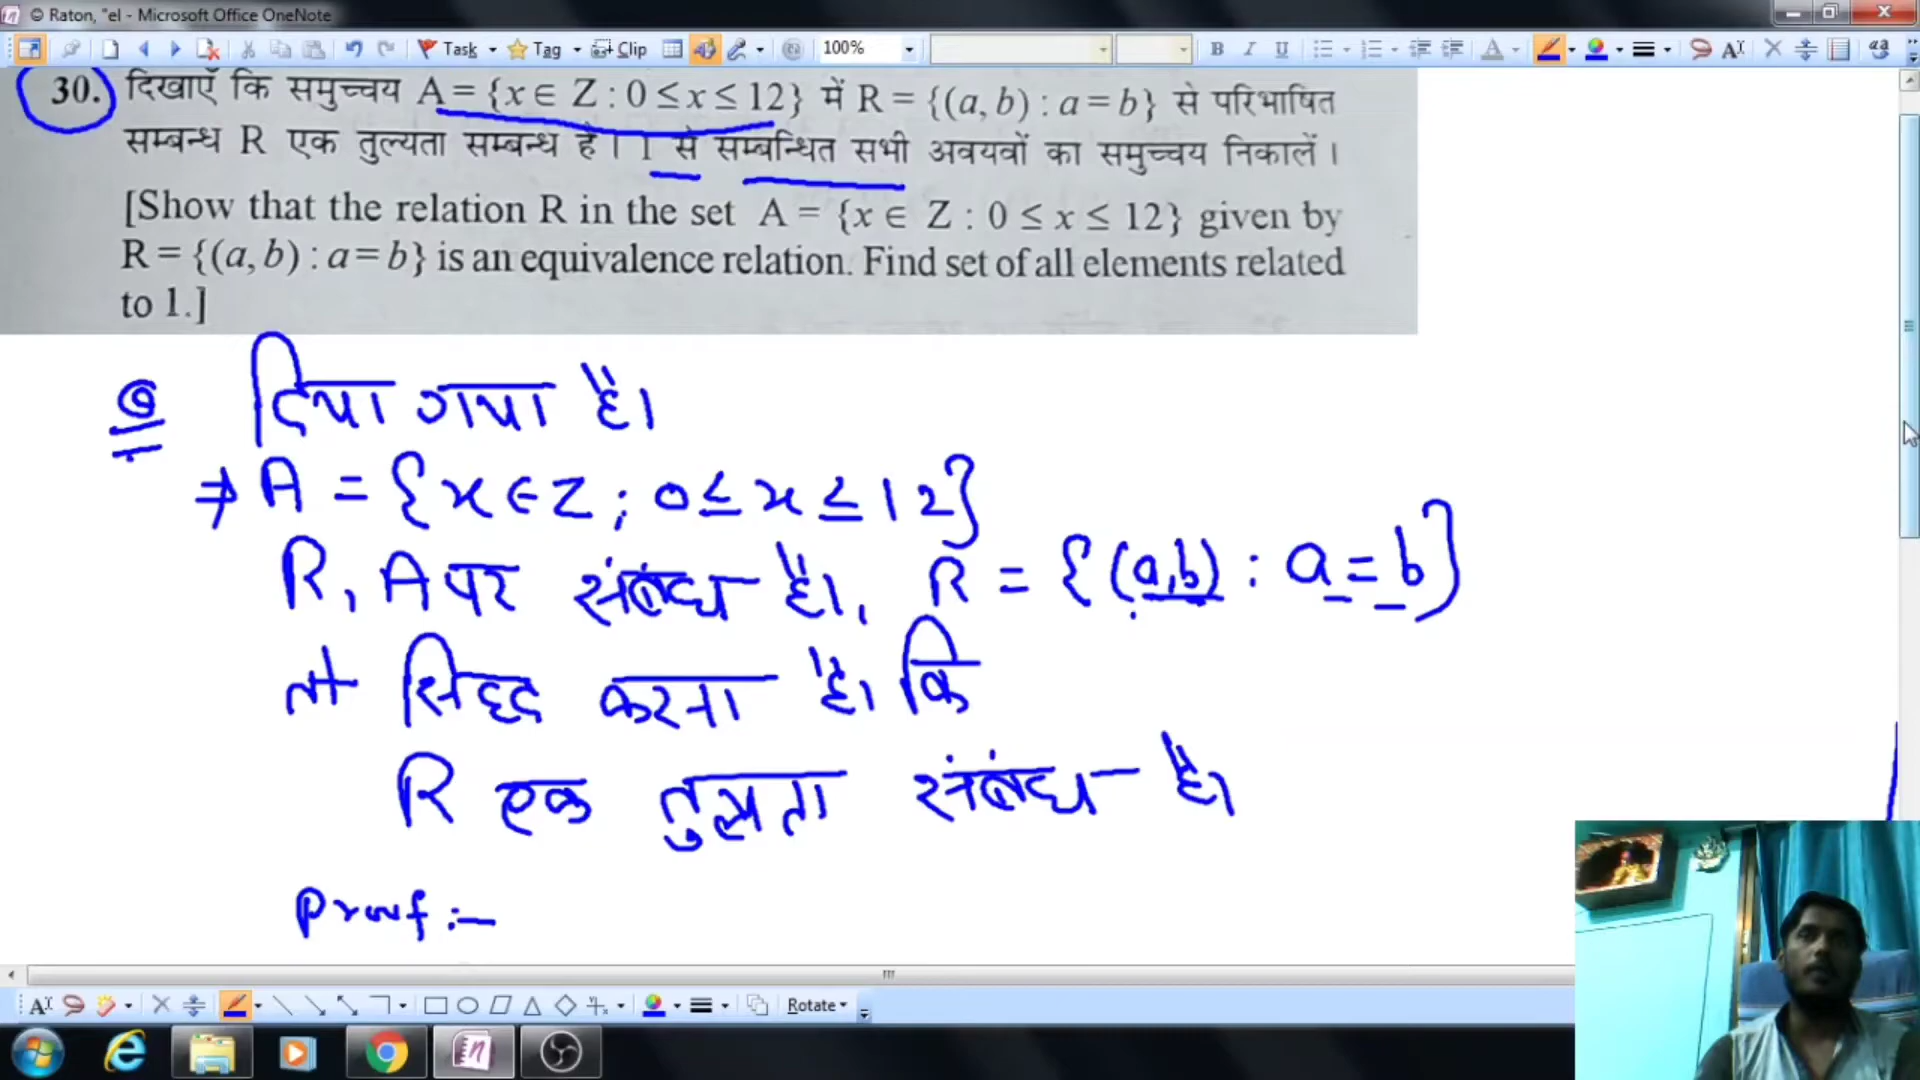 © Raton, "el - Microsoft Office OneNote
Task Tag Clip 100% B I U A
30. दिखाएँ कि समुच्चय A = {x ∈ Z : 0 ≤ x ≤ 12} में R = {(a, b) : a = b} से परिभाषित
सम्बन्ध R एक तुल्यता सम्बन्ध है। 1 से सम्बन्धित सभी अवयवों का समुच्चय निकालें।
[Show that the relation R in the set A = {x ∈ Z : 0 ≤ x ≤ 12} given by
R = {(a, b) : a = b} is an equivalence relation. Find set of all elements related
to 1.]
दिया गया है।
⇒ A = {x ∈ Z ; 0 ≤ x ≤ 12}
R, A पर संबंध है।, R = {(a,b) : a = b}
तो सिद्ध करना है। कि
R एक तुल्यता संबंध है।
Proof :-
Rotate